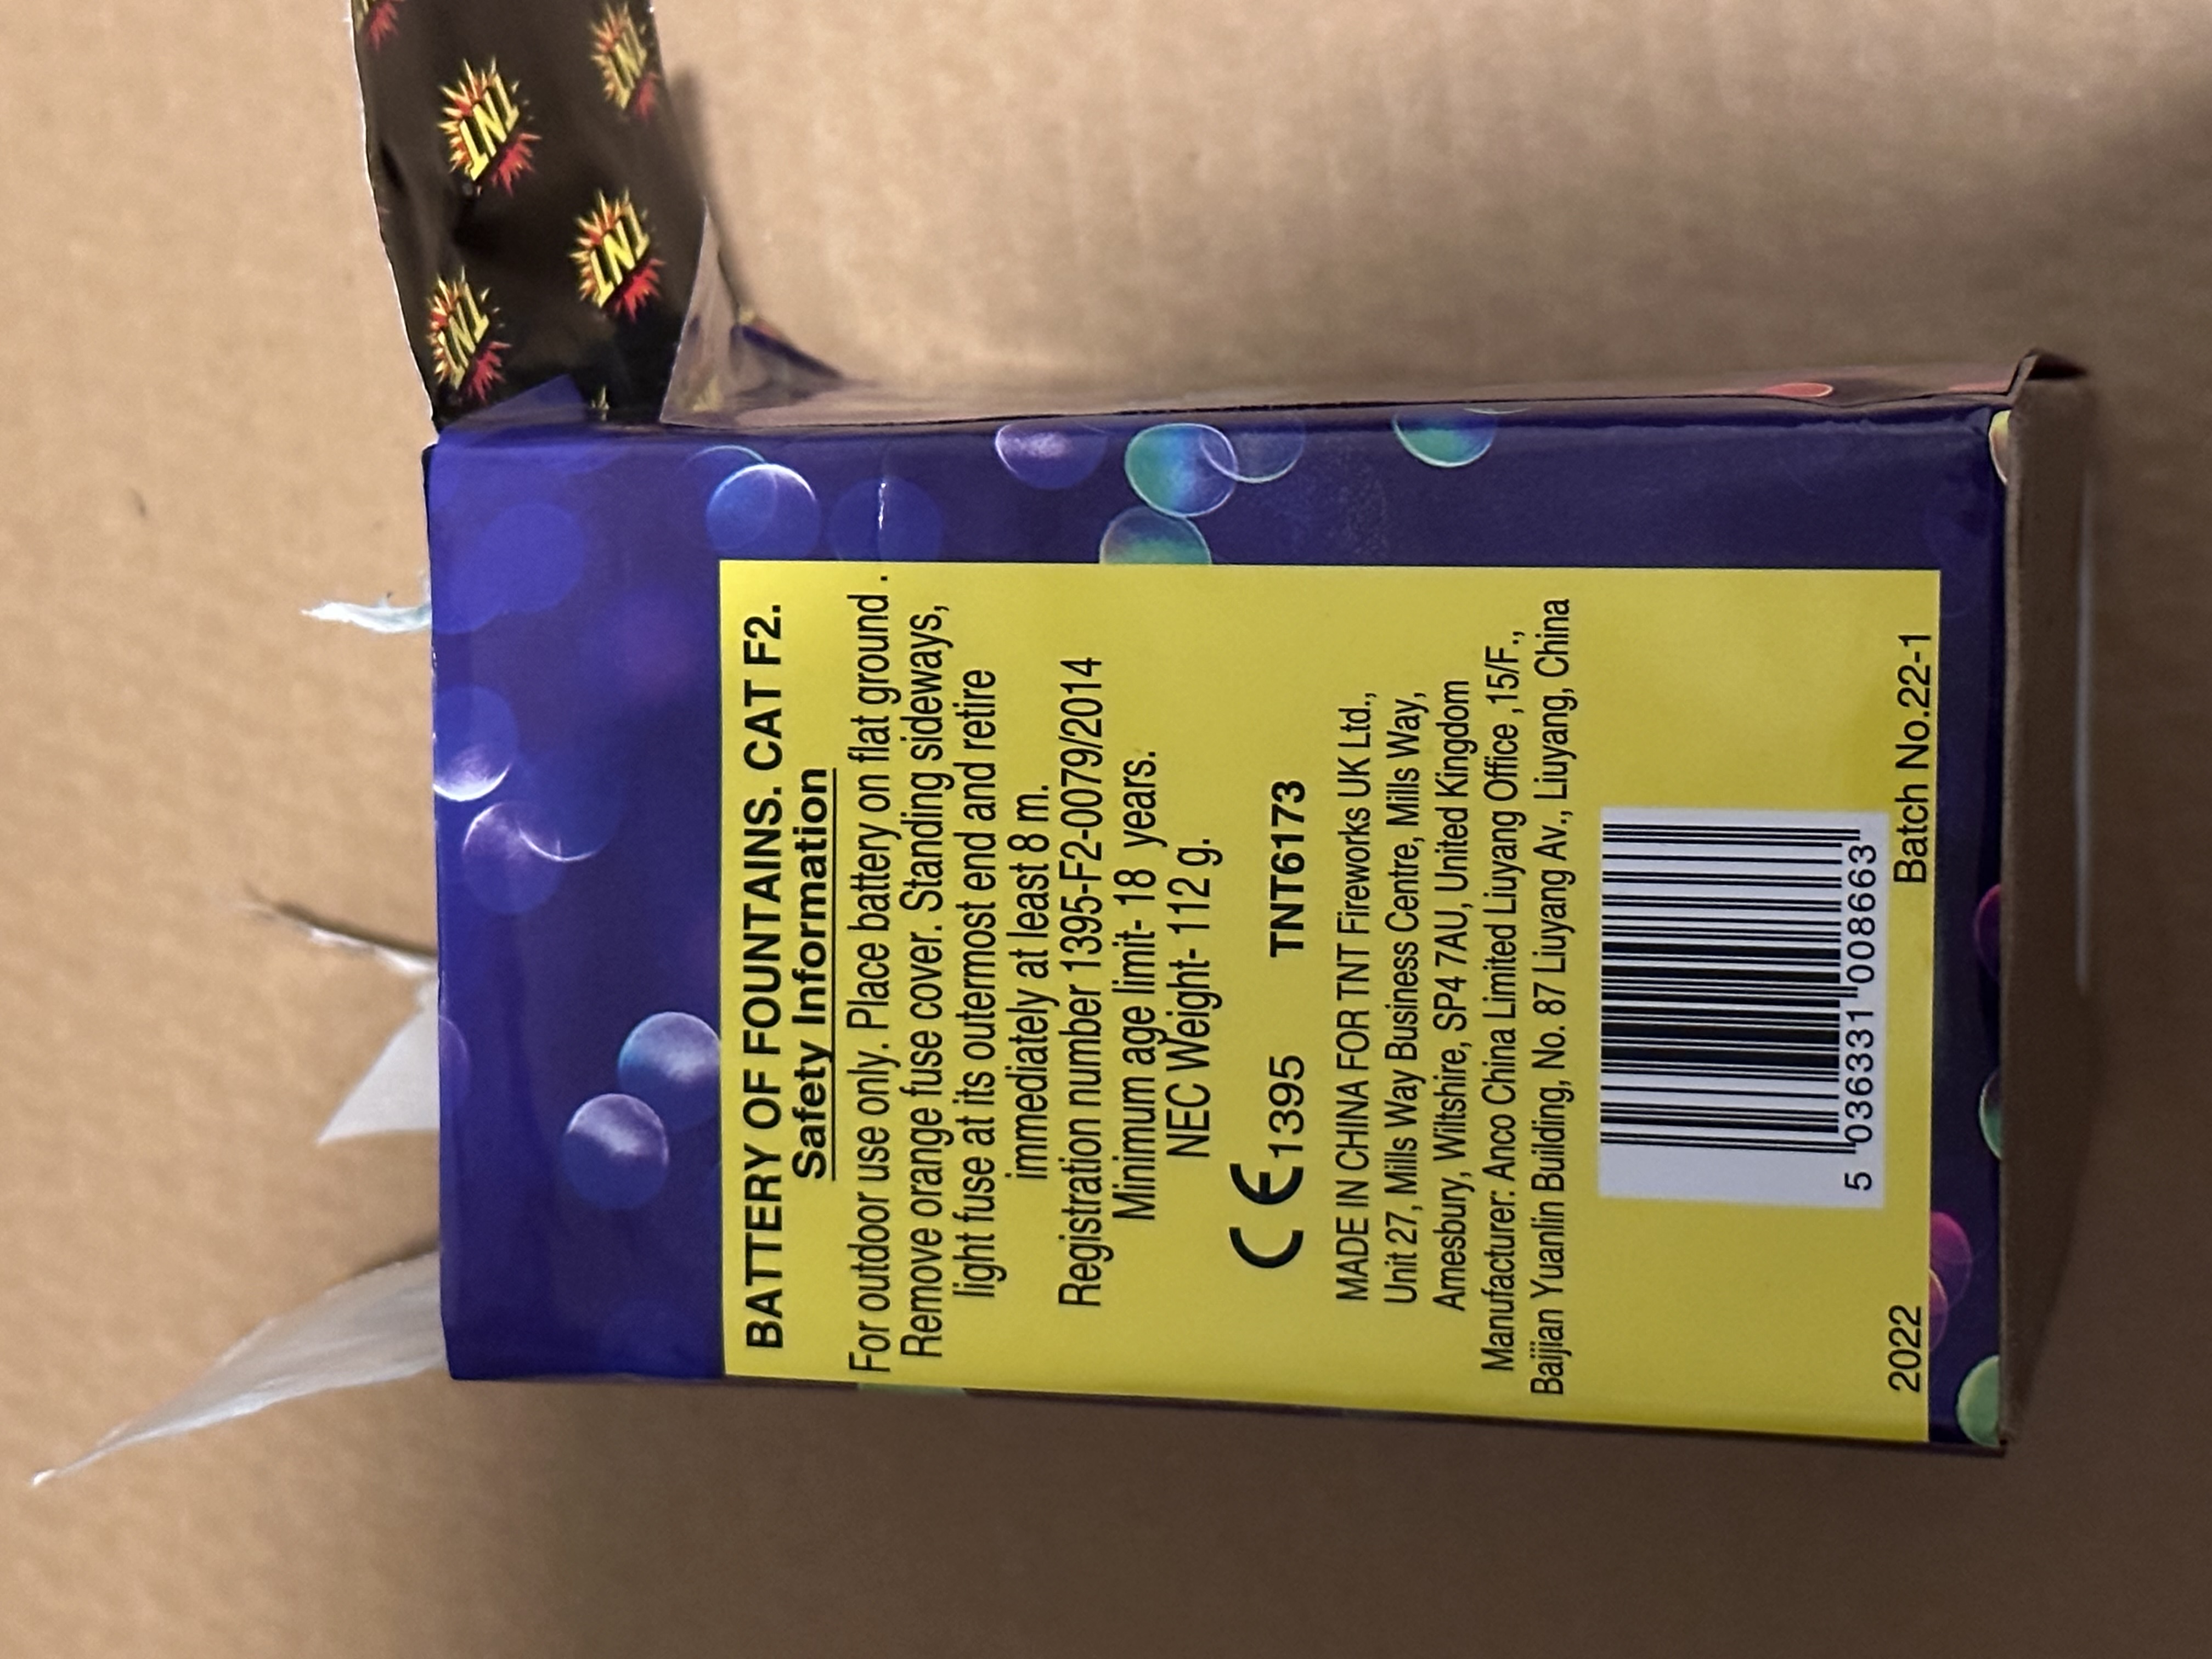 TNT
TNT
TNT
TNT
BATTERY OF FOUNTAINS. CAT F2.
Safety Information
For outdoor use only. Place battery on flat ground .
Remove orange fuse cover. Standing sideways,
light fuse at its outermost end and retire
immediately at least 8 m.
Registration number 1395-F2-0079/2014
Minimum age limit- 18 years.
NEC Weight- 112 g.
CE 1395 TNT6173
MADE IN CHINA FOR TNT Fireworks UK Ltd.,
Unit 27, Mills Way Business Centre, Mills Way,
Amesbury, Wiltshire, SP4 7AU, United Kingdom
Manufacturer: Anco China Limited Liuyang Office ,15/F.,
Baijian Yuanlin Building, No. 87 Liuyang Av., Liuyang, China
5 036331 008663
2022 Batch No.22-1